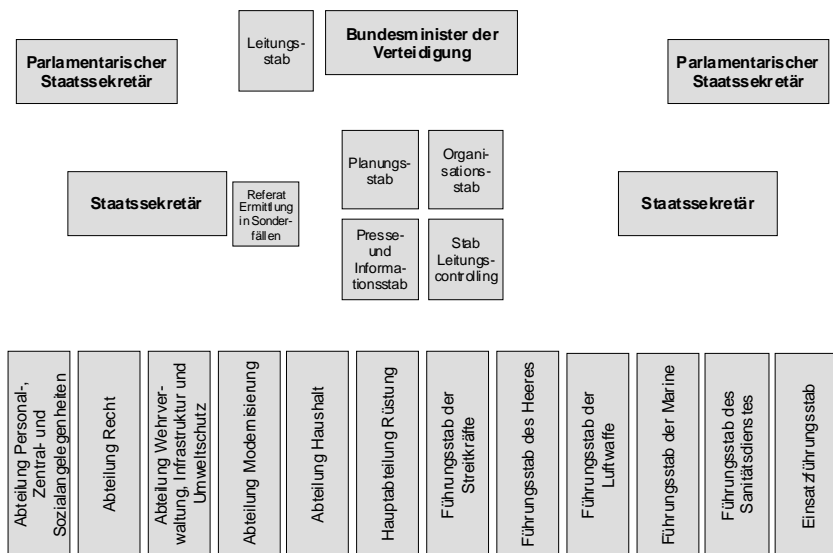 Leitungs-
stab
Bundesminister der
Verteidigung
Parlamentarischer
Staatssekretär
Parlamentarischer
Staatssekretär
Planungs-
stab
Organi-
sations-
stab
Staatssekretär
Referat
Ermittlung
in Sonder-
fällen
Staatssekretär
Presse-
und
Informa-
tionsstab
Stab
Leitungs-
controlling
Abteilung Personal-,
Zentral- und
Sozialangelegenheiten
Abteilung Recht
Abteilung Wehrver-
waltung, Infrastruktur und
Umweltschutz
Abteilung Modernisierung
Abteilung Haushalt
Hauptabteilung Rüstung
Führungsstab der
Streitkräfte
Führungsstab des Heeres
Führungsstab der
Luftwaffe
Führungsstab der Marine
Führungsstab des
Sanitätsdienstes
Einsatzführungsstab